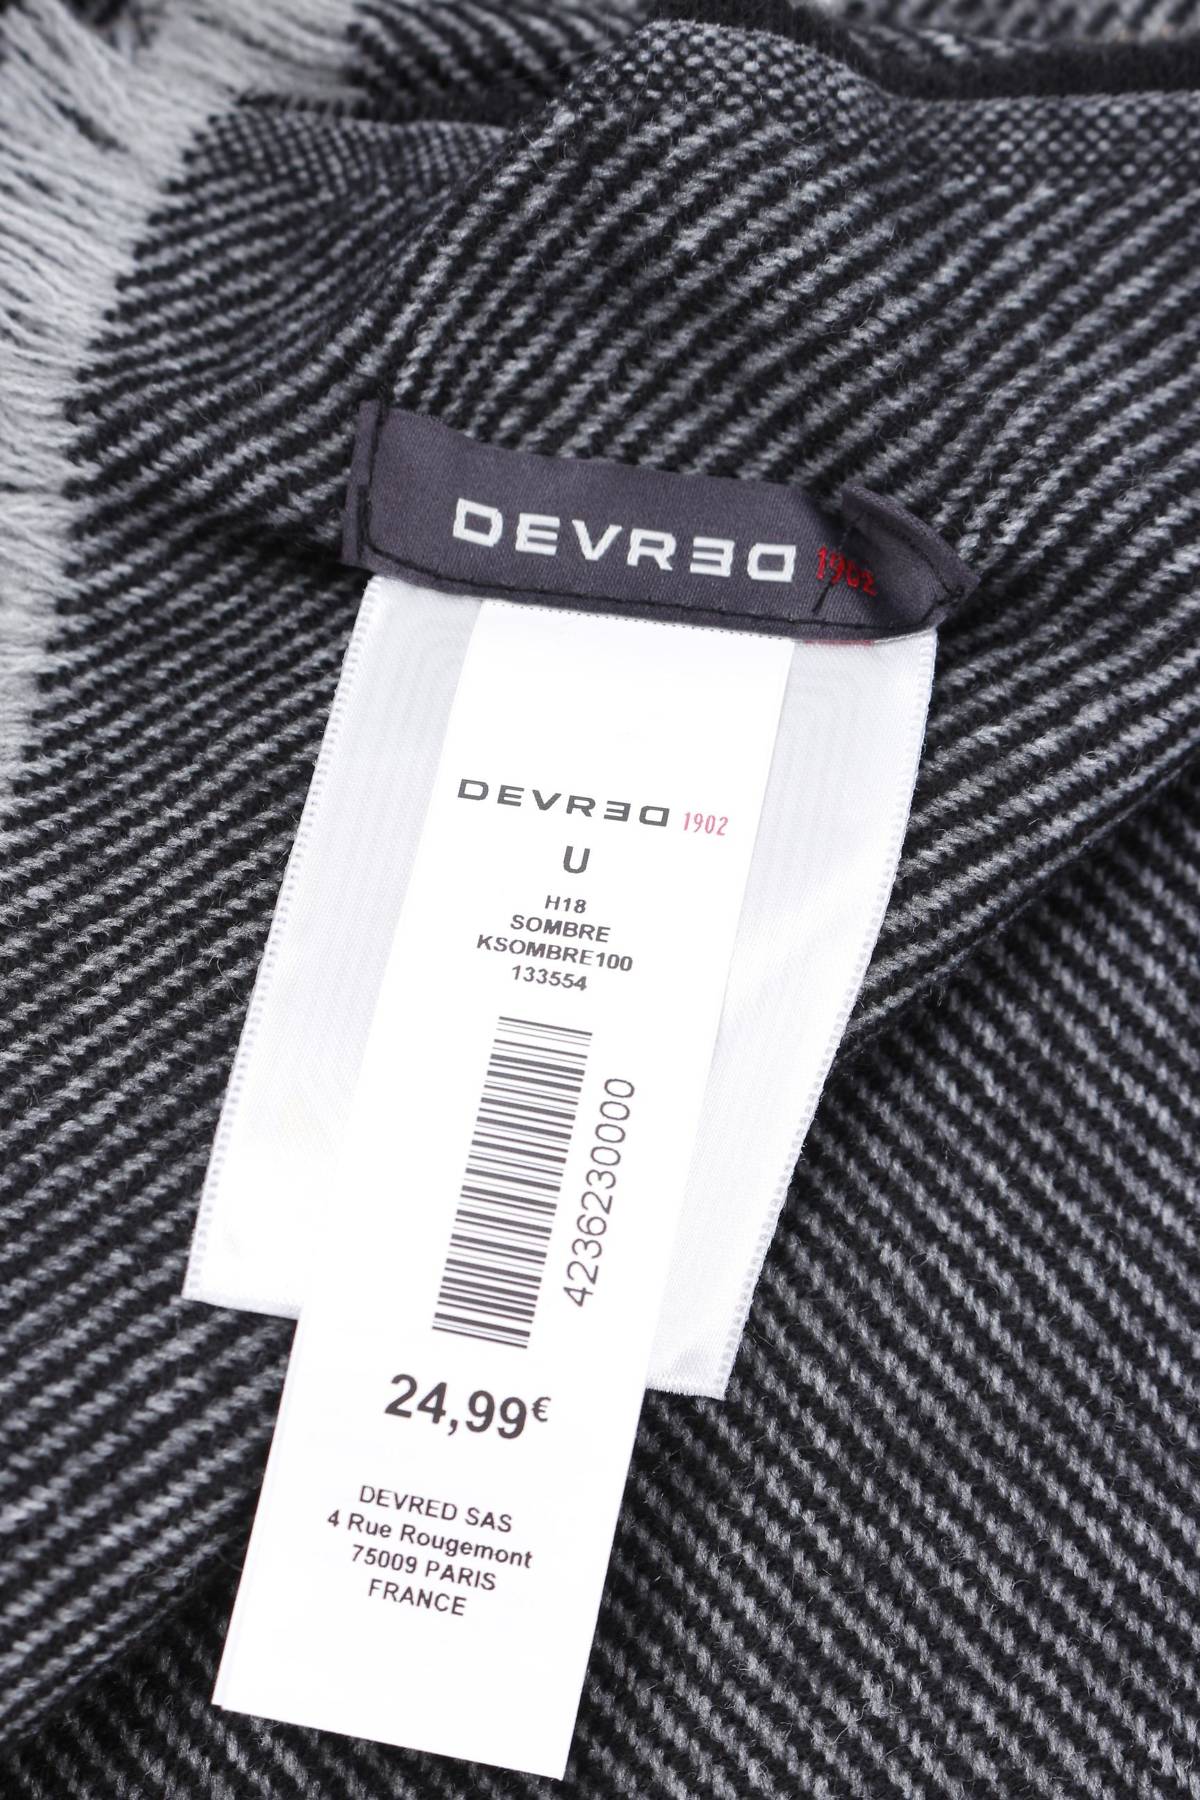 DEVRED 1902
DEVRED 1902
U
H18
SOMBRE
KSOMBRE100
133554
4236230000
24,99€
DEVRED SAS
4 Rue Rougemont
75009 PARIS
FRANCE